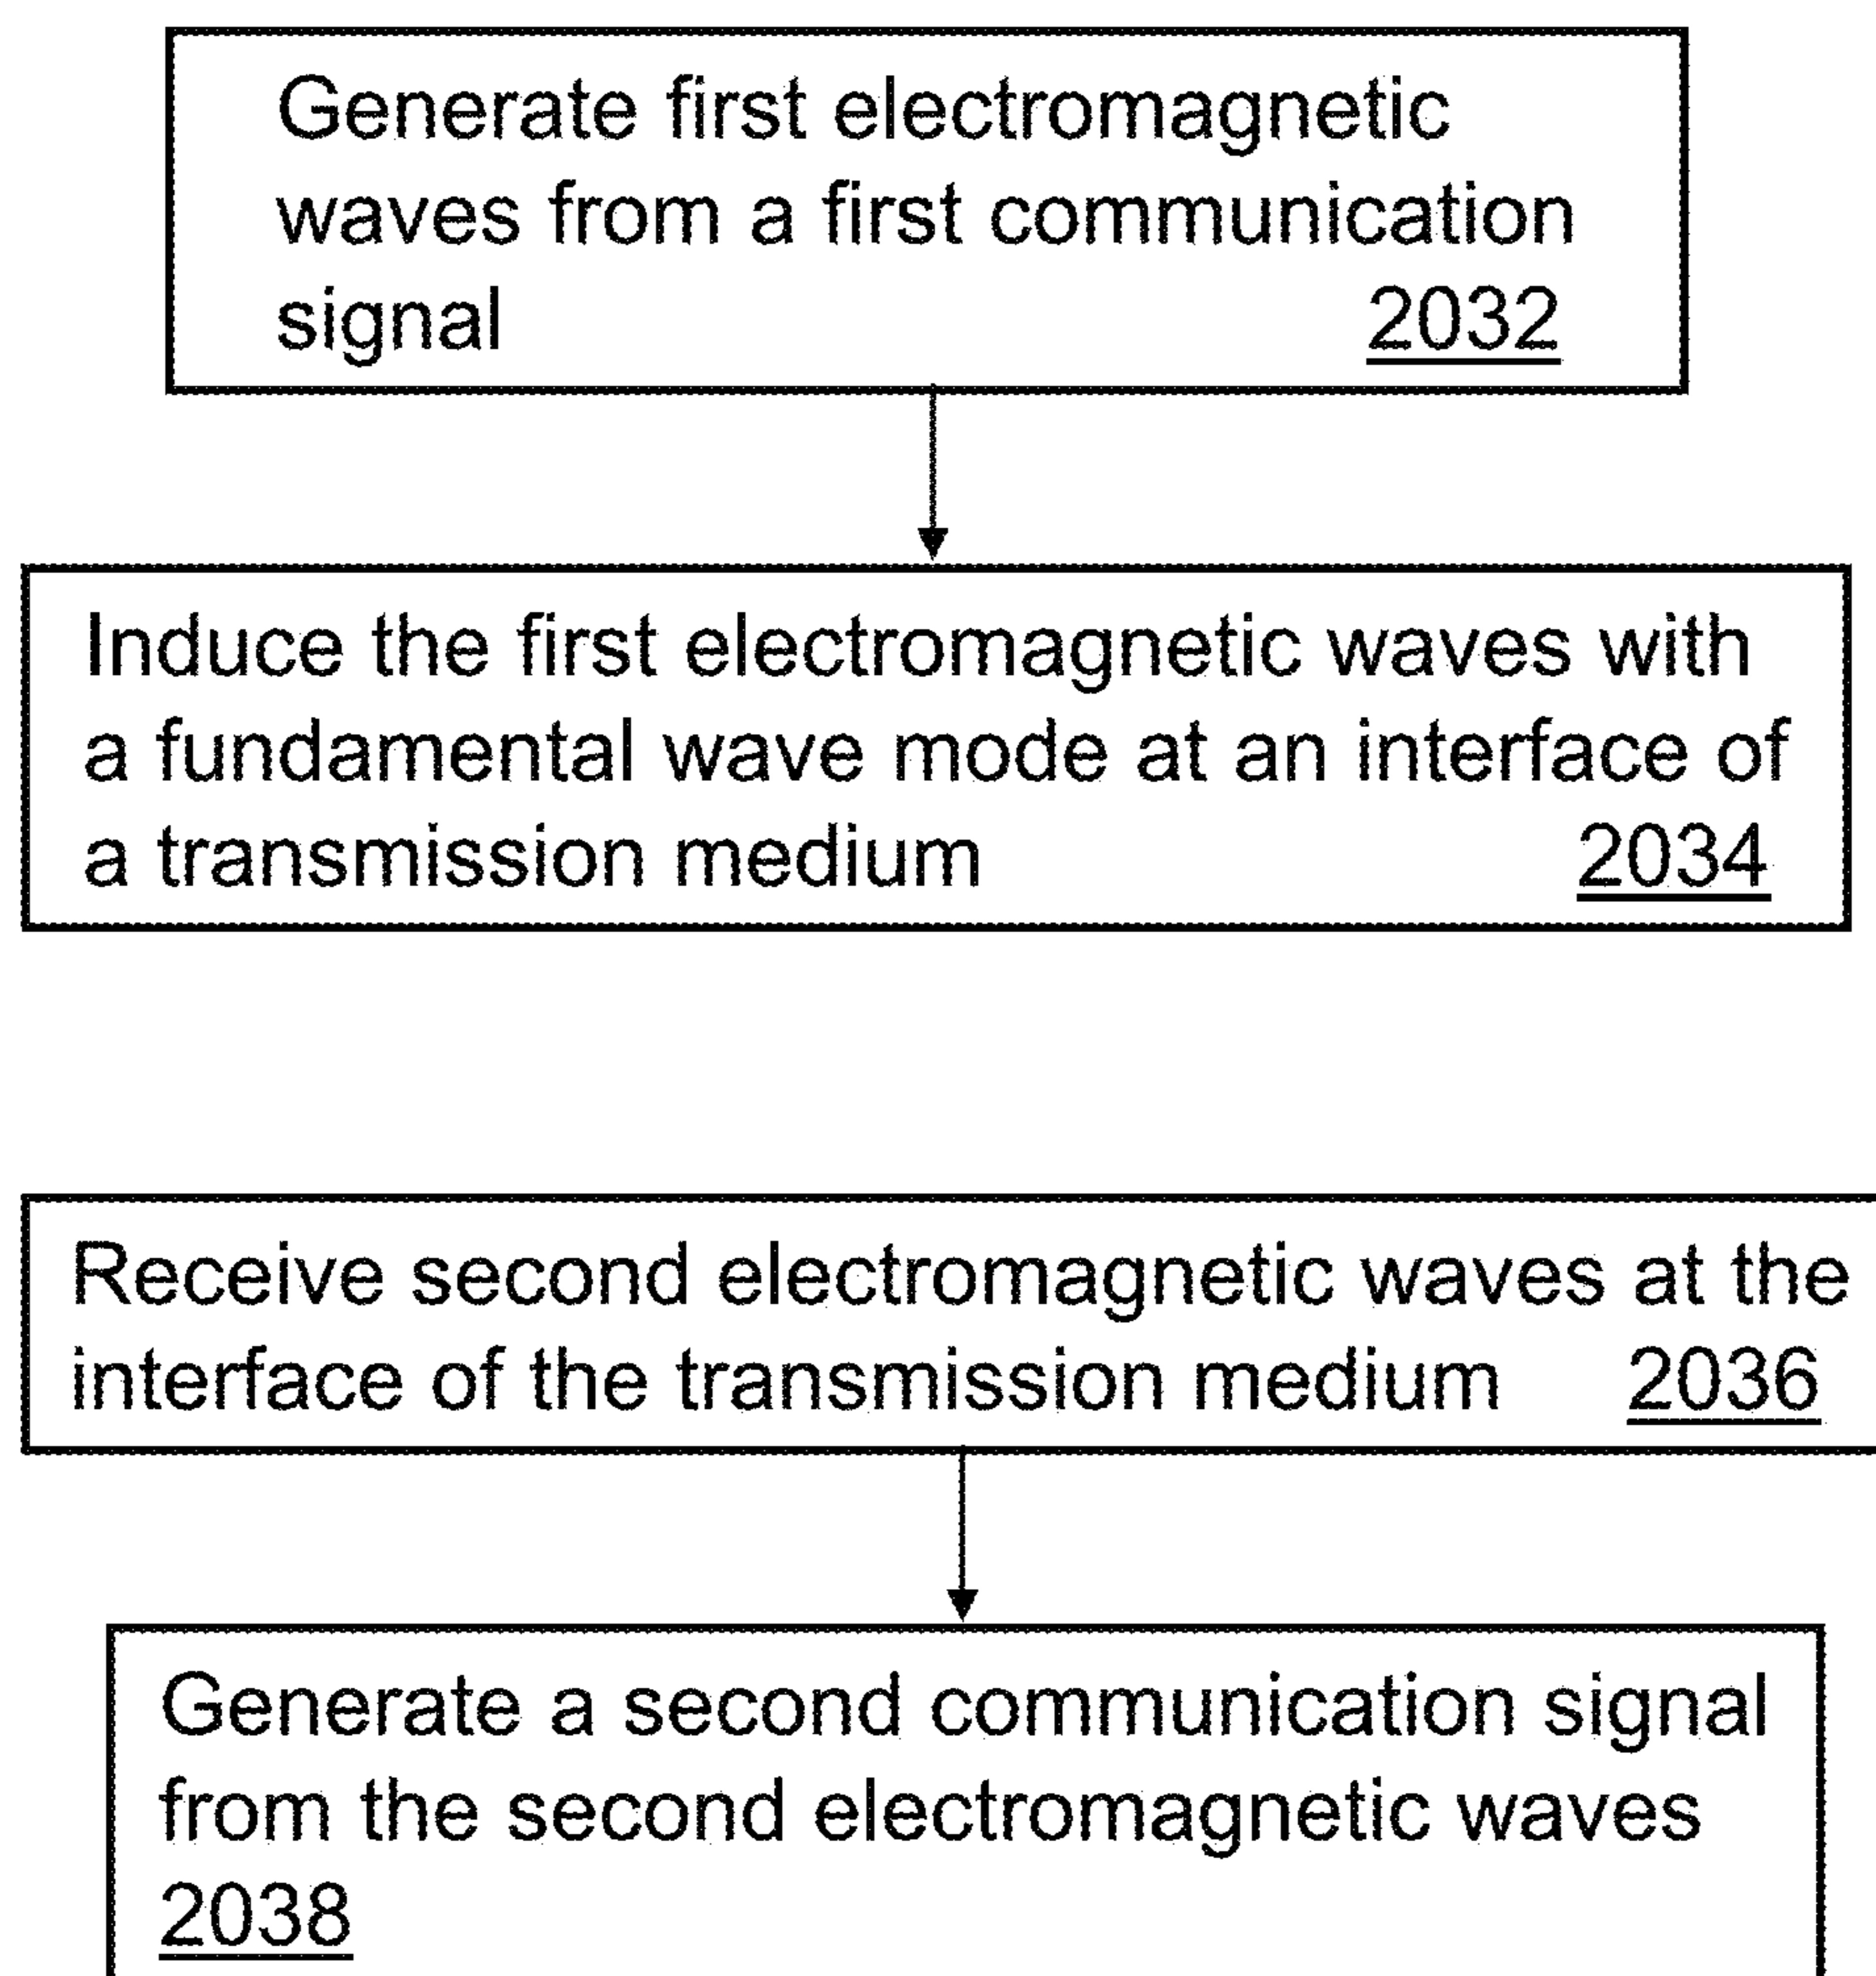 Generate first electromagnetic
waves from a first communication
signal 2032
Induce the first electromagnetic waves with
a fundamental wave mode at an interface of
a transmission medium 2034
Receive second electromagnetic waves at the
interface of the transmission medium 2036
Generate a second communication signal
from the second electromagnetic waves
2038